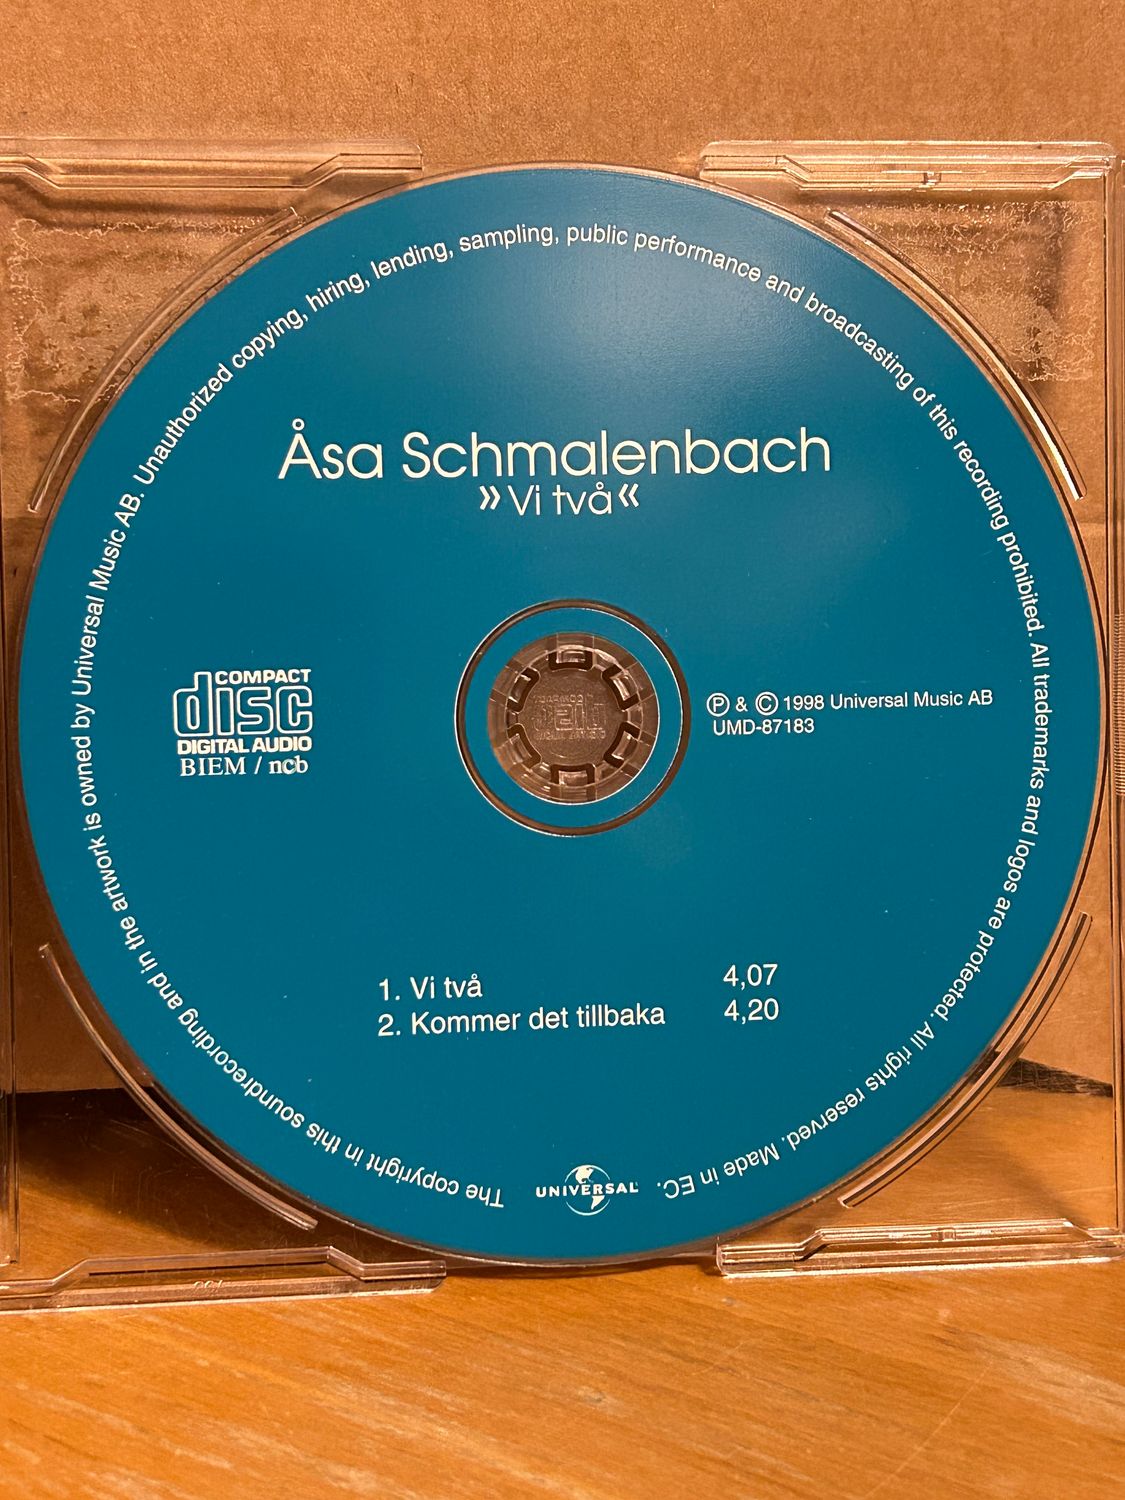 Åsa Schmalenbach
»Vi två«
COMPACT
disc
DIGITAL AUDIO
BIEM / ncb
Ⓟ & © 1998 Universal Music AB
UMD-87183
1. Vi två 4,07
2. Kommer det tillbaka 4,20
UNIVERSAL
The copyright in this soundrecording and in the artwork is owned by Universal Music AB. Unauthorized copying, hiring, lending, sampling, public performance and broadcasting of this recording prohibited. All trademarks and logos are protected. All rights reserved. Made in EC.